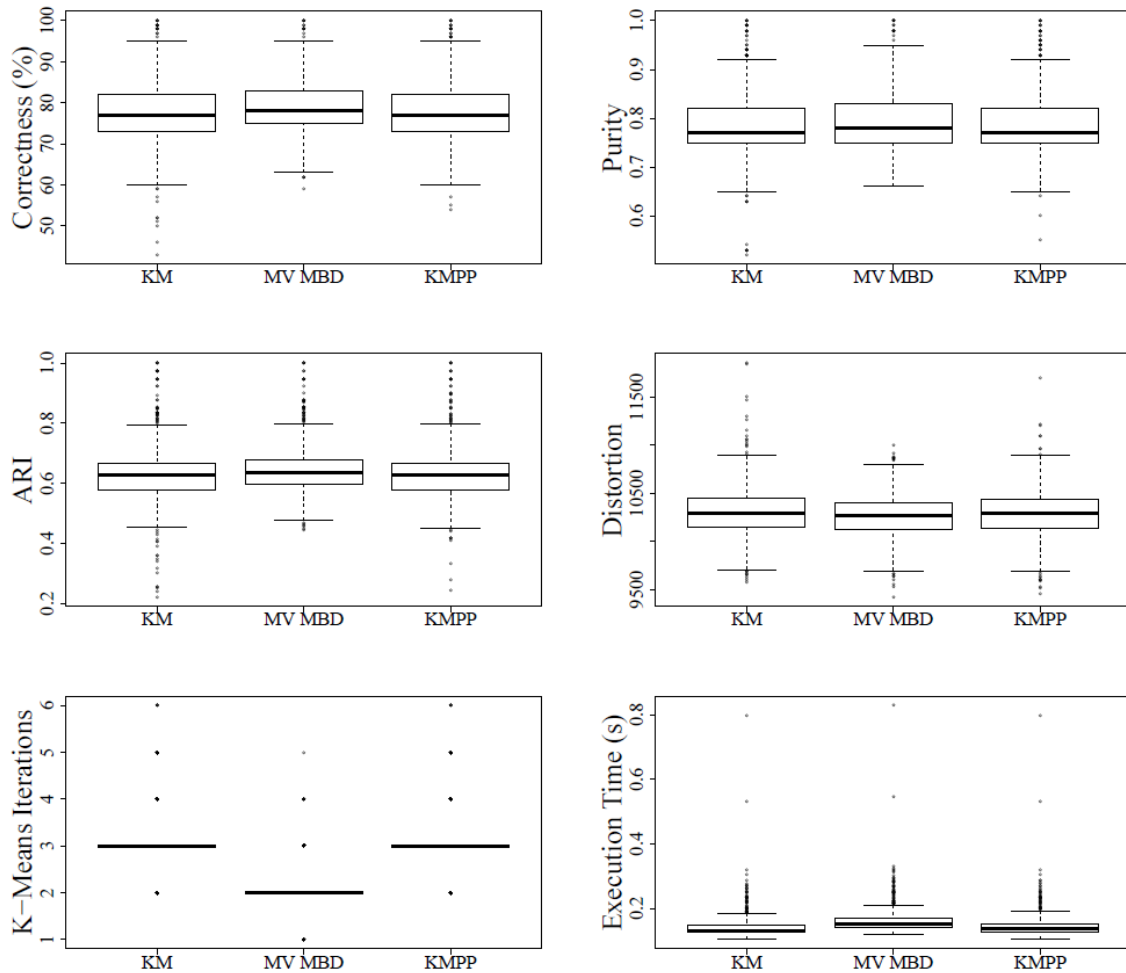 Correctness (%)
100
90
80
70
60
50
KM
MV MBD
KMPP
Purity
1.0
0.9
0.8
0.7
0.6
KM
MV MBD
KMPP
ARI
1.0
0.8
0.6
0.4
0.2
KM
MV MBD
KMPP
Distortion
11500
10500
9500
KM
MV MBD
KMPP
K−Means Iterations
6
5
4
3
2
1
KM
MV MBD
KMPP
Execution Time (s)
0.8
0.6
0.4
0.2
KM
MV MBD
KMPP